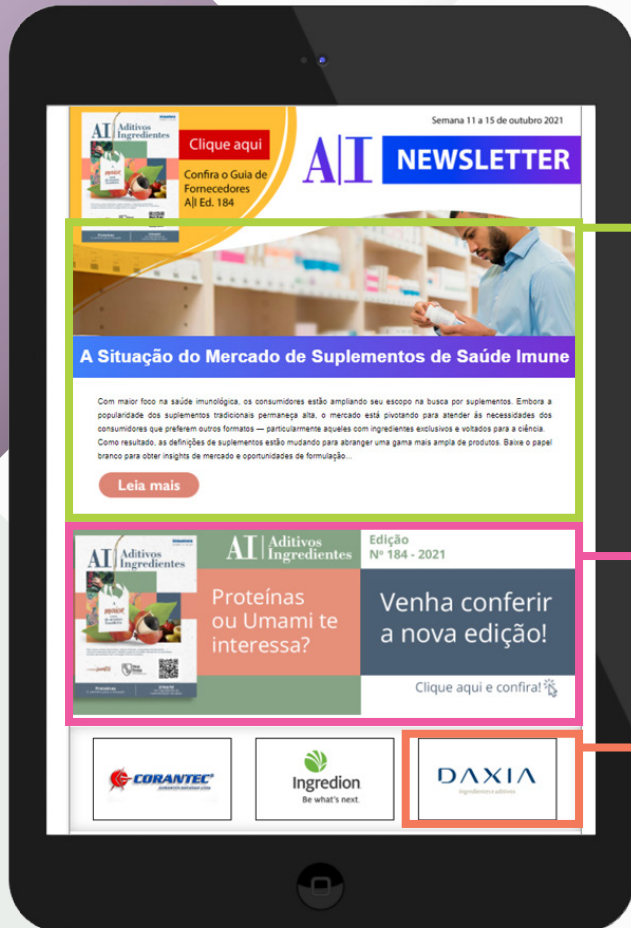 Semana 11 a 15 de outubro 2021
AI Aditivos
Ingredientes
Clique aqui
Confira o Guia de
Fornecedores
A|I Ed. 184
A|I NEWSLETTER
A Situação do Mercado de Suplementos de Saúde Imune
Com maior foco na saúde imunológica, os consumidores estão ampliando seu escopo na busca por suplementos. Embora a
popularidade dos suplementos tradicionais permaneça alta, o mercado está pivotando para atender ás necessidades dos
consumidores que preferem outros formatos — particularmente aqueles com ingredientes exclusivos e voltados para a ciência.
Como resultado, as definições de suplementos estão mudando para abranger uma gama mais ampla de produtos. Baixe o papel
branco para obter insights de mercado e oportunidades de formulação...
Leia mais
AI Aditivos
Ingredientes
AI Aditivos
Ingredientes
Edição
Nº 184 - 2021
Proteínas
ou Umami te
interessa?
Venha conferir
a nova edição!
Clique aqui e confira!
CORANTEC
Ingredion
Be what's next.
DAXIA
ingredientes e aditivos